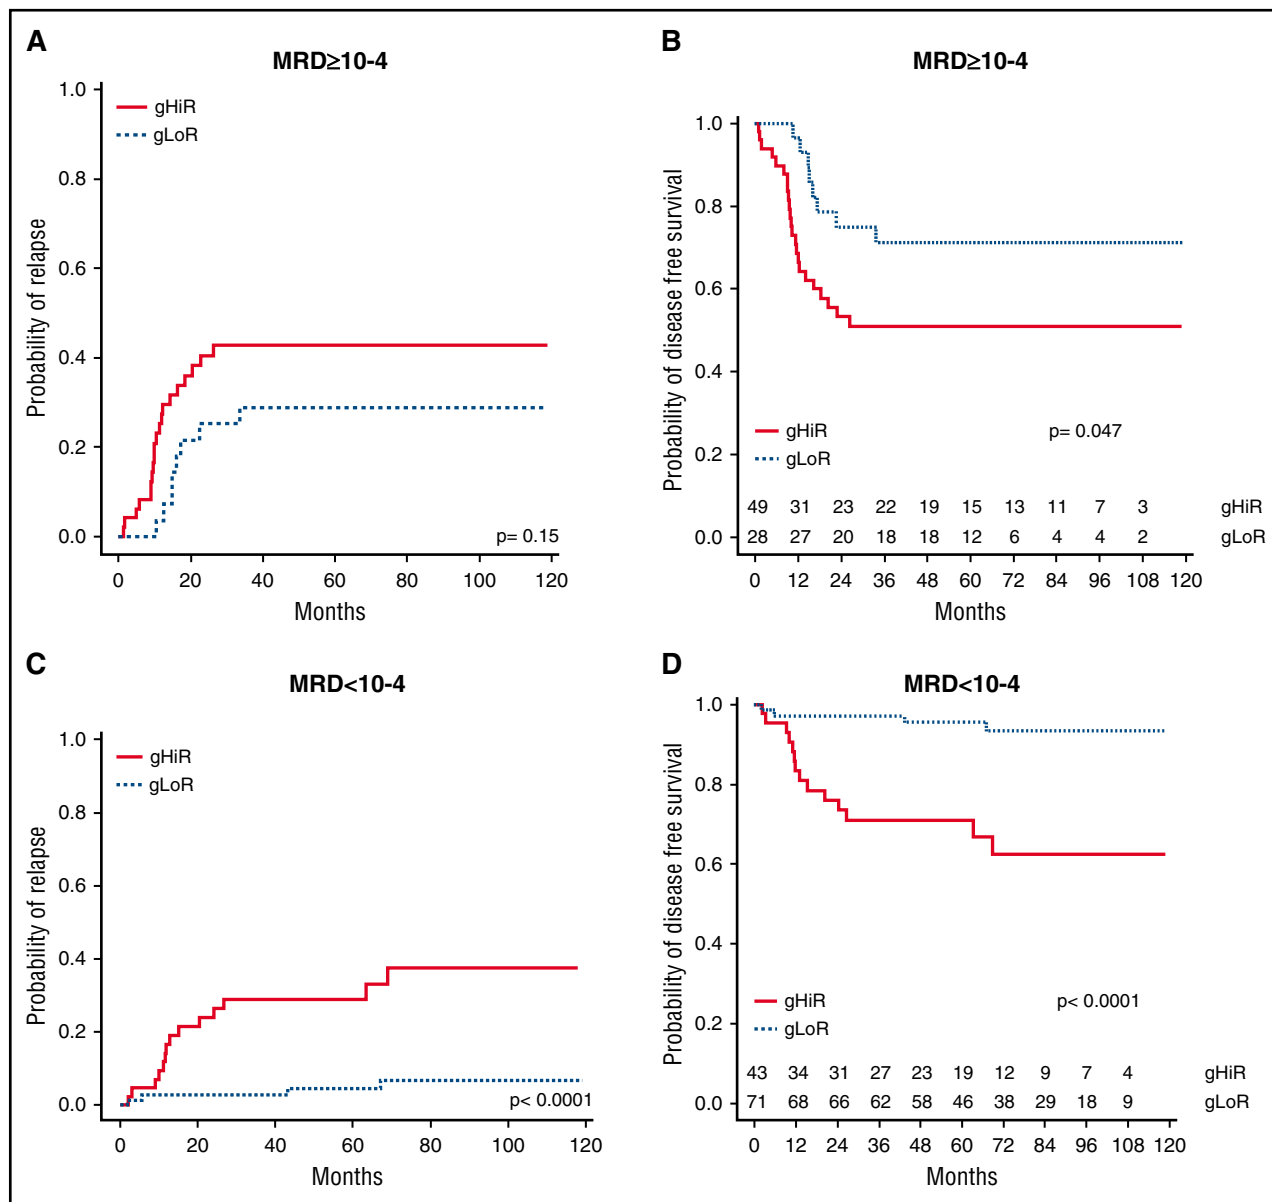 A
MRD≥10-4
1.0
0.8
0.6
0.4
0.2
0.0
Probability of relapse
gHiR
gLoR
p= 0.15
0 20 40 60 80 100 120
Months
B
MRD≥10-4
1.0
0.8
0.6
0.4
0.2
0.0
Probability of disease free survival
gHiR
gLoR
p= 0.047
49 31 23 22 19 15 13 11 7 3 gHiR
28 27 20 18 18 12 6 4 4 2 gLoR
0 12 24 36 48 60 72 84 96 108 120
Months
C
MRD<10-4
1.0
0.8
0.6
0.4
0.2
0.0
Probability of relapse
gHiR
gLoR
p< 0.0001
0 20 40 60 80 100 120
Months
D
MRD<10-4
1.0
0.8
0.6
0.4
0.2
0.0
Probability of disease free survival
gHiR
gLoR
p< 0.0001
43 34 31 27 23 19 12 9 7 4 gHiR
71 68 66 62 58 46 38 29 18 9 gLoR
0 12 24 36 48 60 72 84 96 108 120
Months